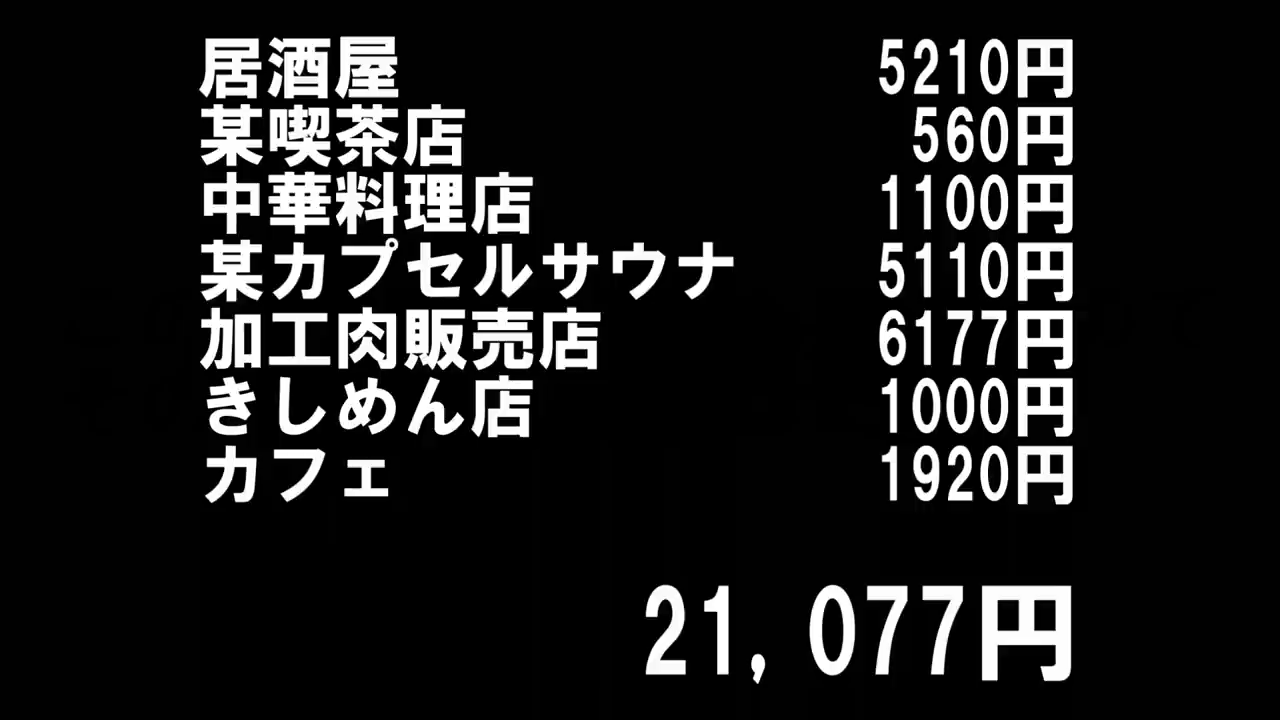 居酒屋 5210円
某喫茶店 560円
中華料理店 1100円
某カプセルサウナ 5110円
加工肉販売店 6177円
きしめん店 1000円
カフェ 1920円
21,077円